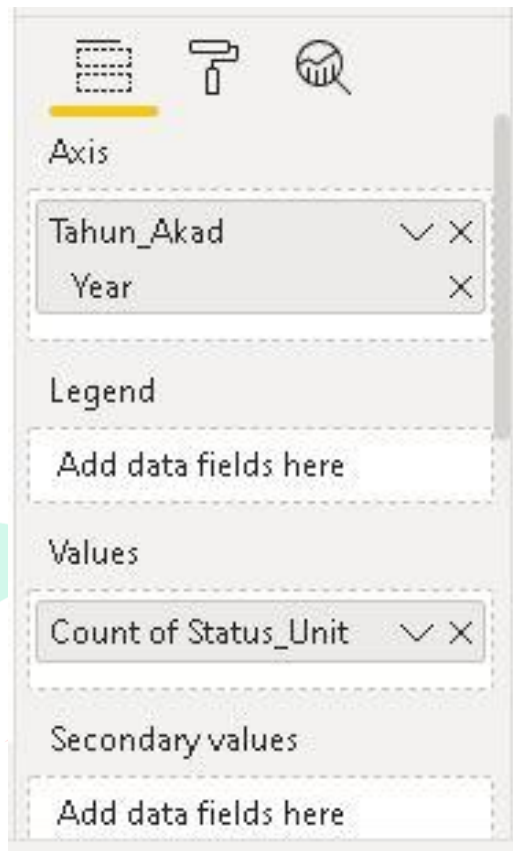 Axis
Tahun_Akad
Year
Legend
Add data fields here
Values
Count of Status_Unit
Secondary values
Add data fields here